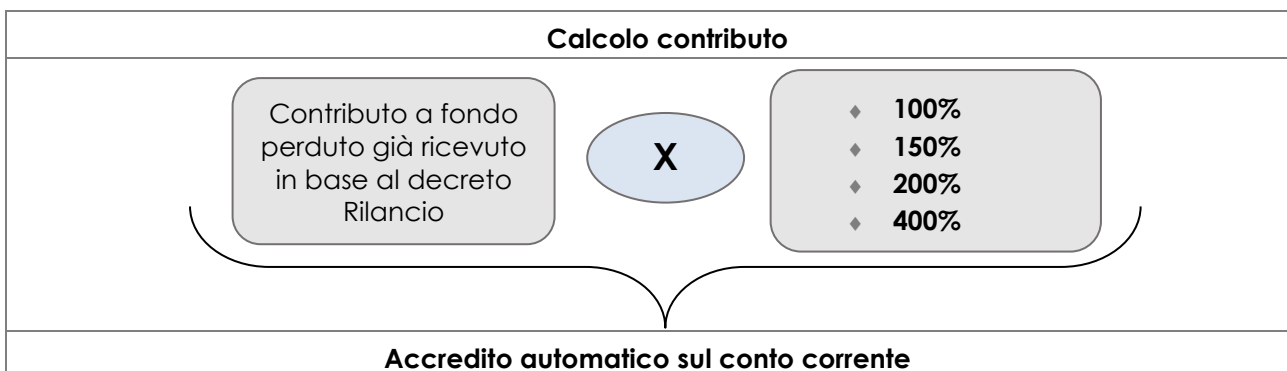 Calcolo contributo
Contributo a fondo
perduto già ricevuto
in base al decreto
Rilancio
X
♦ 100%
♦ 150%
♦ 200%
♦ 400%
Accredito automatico sul conto corrente